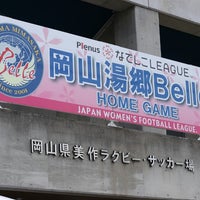 Plenus なでしこLEAGUE
岡山湯郷Belle
HOME GAME
JAPAN WOMEN'S FOOTBALL LEAGUE
Belle
Since 2001
岡山県美作ラグビー・サッカー場